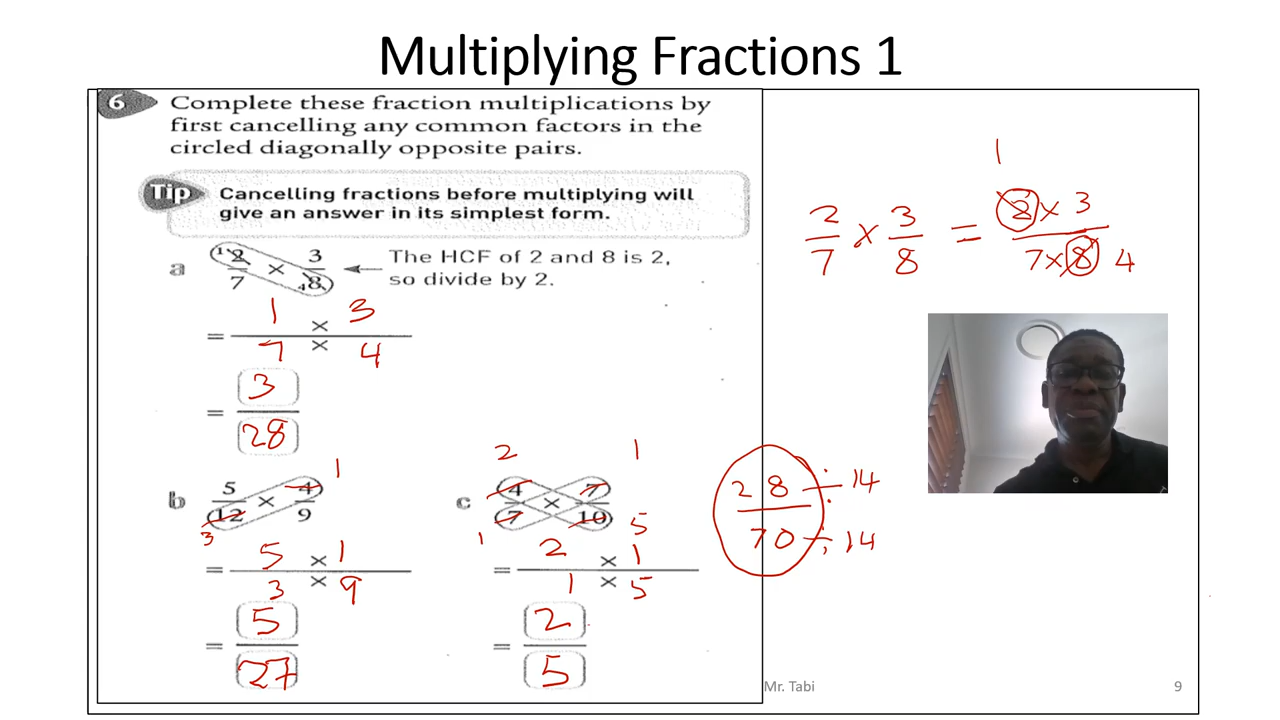 Multiplying Fractions 1
6 Complete these fraction multiplications by
first cancelling any common factors in the
circled diagonally opposite pairs.
Tip Cancelling fractions before multiplying will
give an answer in its simplest form.
a 1 2/7 × 3/8 4 The HCF of 2 and 8 is 2,
so divide by 2.
1 × 3
= 7 × 4
3
= 28
1
b 5/12 × 4/9
3
5 × 1
= 3 × 9
5
= 27
2 1
c 4/7 × 7/10
1 5
2 × 1
= 1 × 5
2
= 5
28 ÷ 14
70 ÷ 14
1
2/7 × 3/8 = 2 × 3
7 × 8 4
Mr. Tabi
9